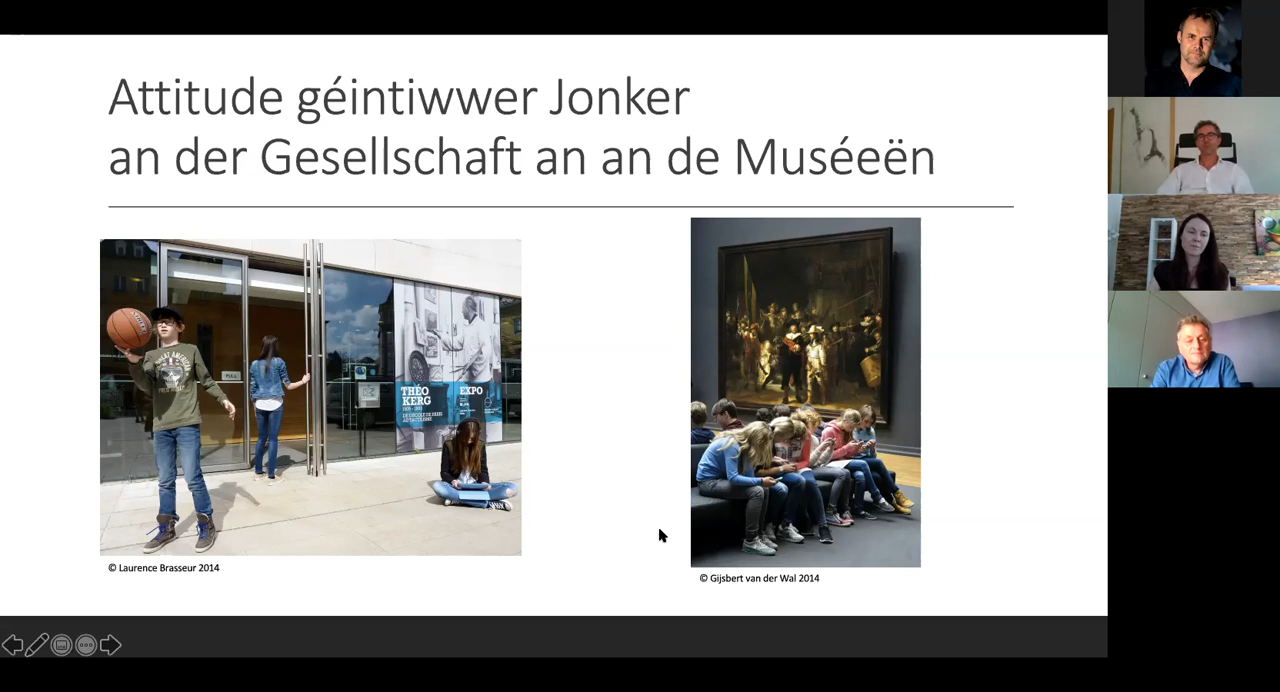 Attitude géintiwwer Jonker
an der Gesellschaft an an de Muséeën
PULL
THÉO
KERG
EXPO
© Laurence Brasseur 2014
© Gijsbert van der Wal 2014